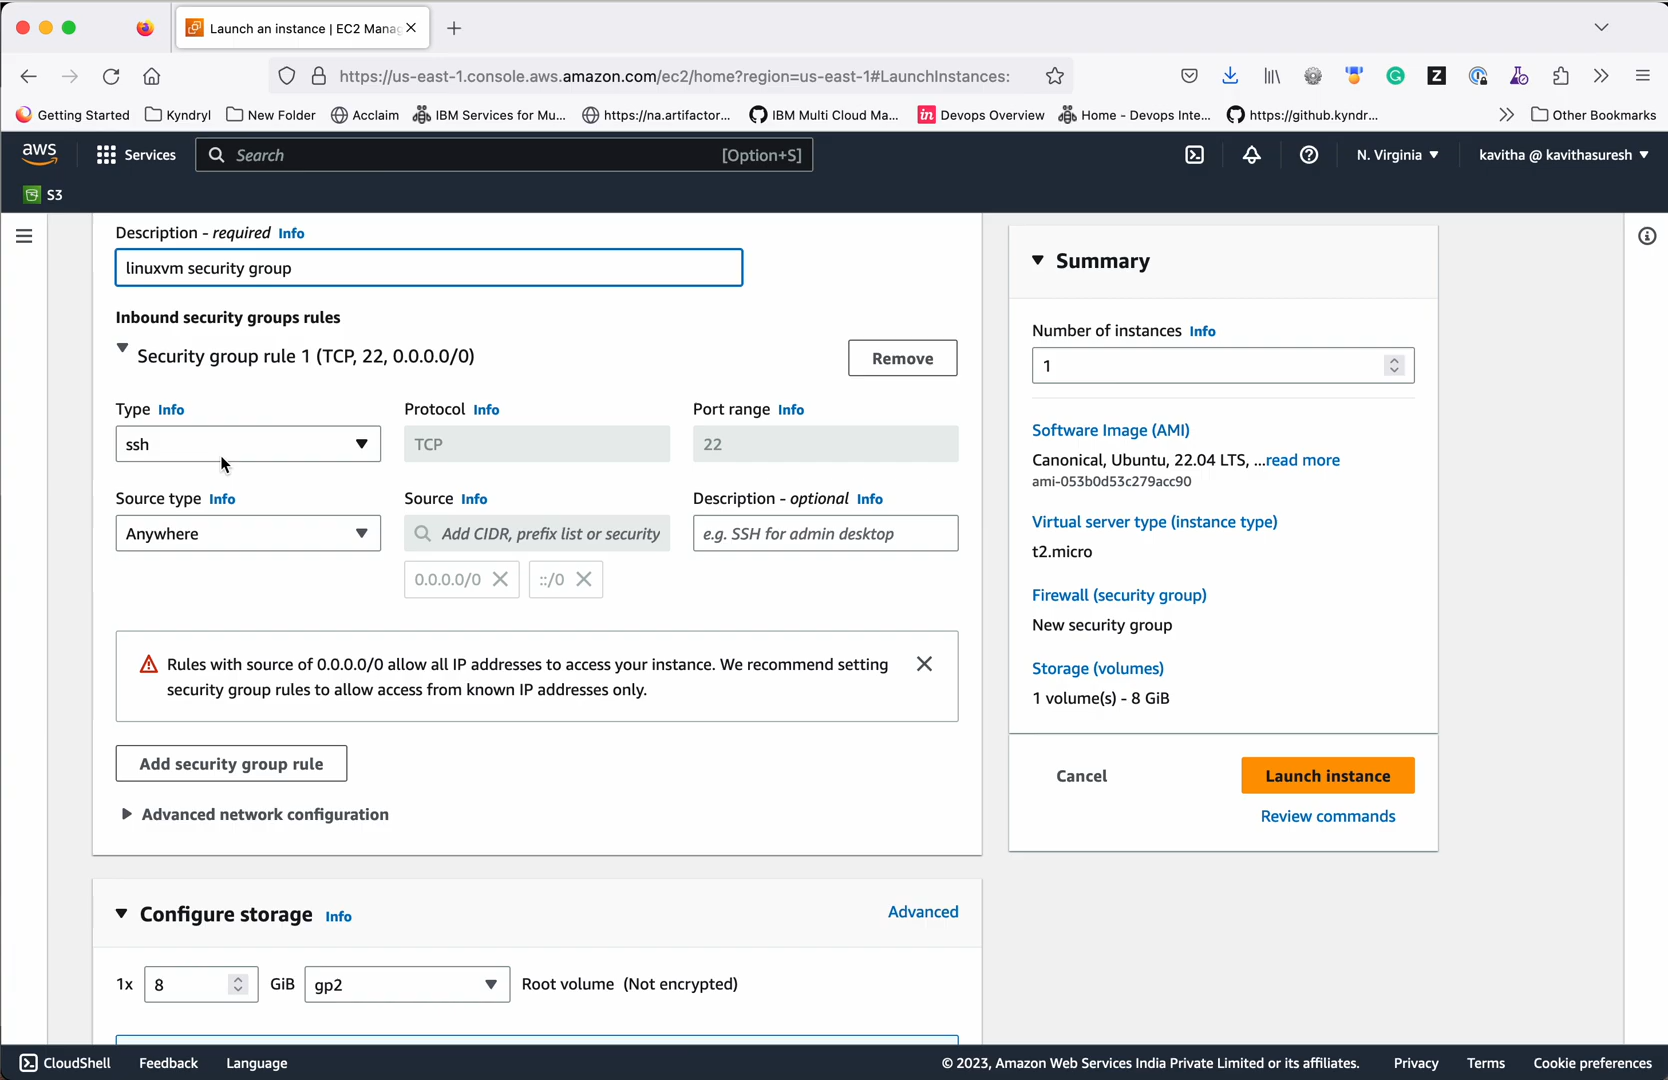 Launch an instance | EC2 Mana
https://us-east-1.console.aws.amazon.com/ec2/home?region=us-east-1#LaunchInstances:
Getting Started Kyndryl New Folder Acclaim IBM Services for Mu... https://na.artifactor... IBM Multi Cloud Ma... Devops Overview Home - Devops Inte... https://github.kyndr... Other Bookmarks
aws Services Search [Option+S] N. Virginia kavitha @ kavithasuresh
S3
Description - required Info
linuxvm security group
Inbound security groups rules
Security group rule 1 (TCP, 22, 0.0.0.0/0)
Remove
Type Info Protocol Info Port range Info
ssh TCP 22
Source type Info Source Info Description - optional Info
Anywhere Add CIDR, prefix list or security e.g. SSH for admin desktop
0.0.0.0/0 ::/0
Rules with source of 0.0.0.0/0 allow all IP addresses to access your instance. We recommend setting
security group rules to allow access from known IP addresses only.
Add security group rule
Advanced network configuration
Configure storage Info Advanced
1x 8 GiB gp2 Root volume (Not encrypted)
Summary
Number of instances Info
1
Software Image (AMI)
Canonical, Ubuntu, 22.04 LTS, ...read more
ami-053b0d53c279acc90
Virtual server type (instance type)
t2.micro
Firewall (security group)
New security group
Storage (volumes)
1 volume(s) - 8 GiB
Cancel Launch instance
Review commands
CloudShell Feedback Language © 2023, Amazon Web Services India Private Limited or its affiliates. Privacy Terms Cookie preferences